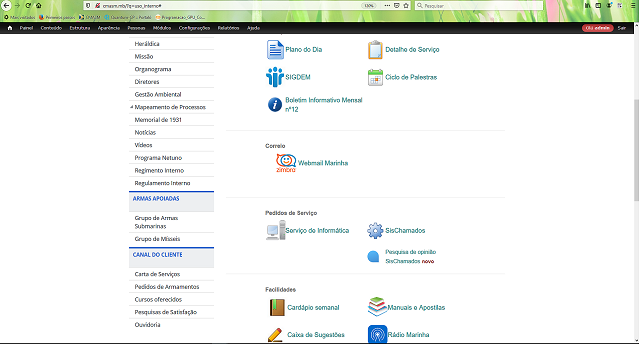 cmasm.mb/?q=uso_interno#
120%
Pesquisar
Mais visitados
Primeiros passos
CMASM
Programacao_GPU_Co...
Painel Conteúdo Estrutura Aparência Pessoas Módulos Configurações Relatórios Ajuda
Olá admin Sair
Heráldica
Missão
Organograma
Diretores
Gestão Ambiental
Mapeamento de Processos
Memorial de 1931
Notícias
Vídeos
Programa Netuno
Regimento Interno
Regulamento Interno
ARMAS APOIADAS
Grupo de Armas
Submarinas
Grupo de Mísseis
CANAL DO CLIENTE
Carta de Serviços
Pedidos de Armamentos
Cursos oferecidos
Pesquisas de Satisfação
Ouvidoria
Plano do Dia
Detalhe de Serviço
SIGDEM
Ciclo de Palestras
Boletim Informativo Mensal
nº12
Correio
zimbra
Webmail Marinha
Pedidos de Serviço
Serviço de Informática
SisChamados
Pesquisa de opinião
SisChamados novo
Facilidades
Cardápio semanal
Manuais e Apostilas
Caixa de Sugestões
Rádio Marinha